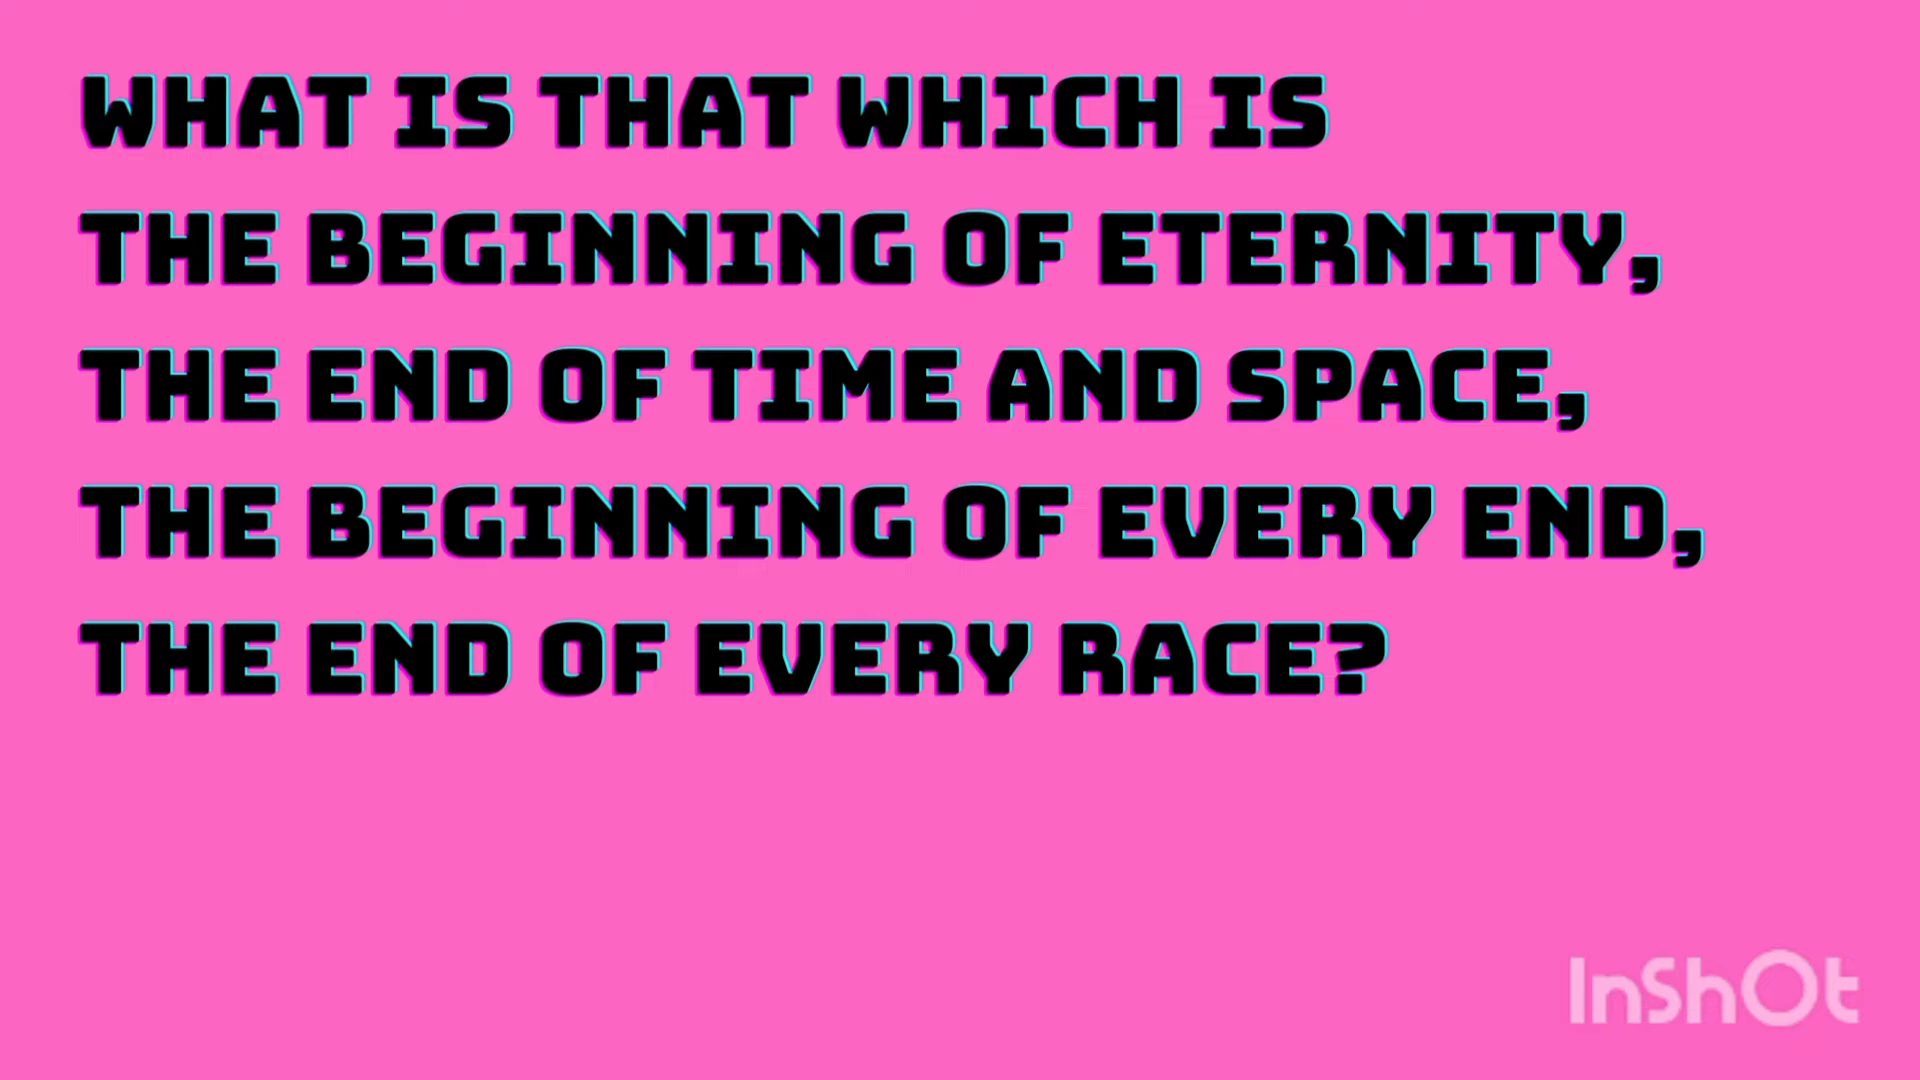 WHAT IS THAT WHICH IS
THE BEGINNING OF ETERNITY,
THE END OF TIME AND SPACE,
THE BEGINNING OF EVERY END,
THE END OF EVERY RACE?
InShOt